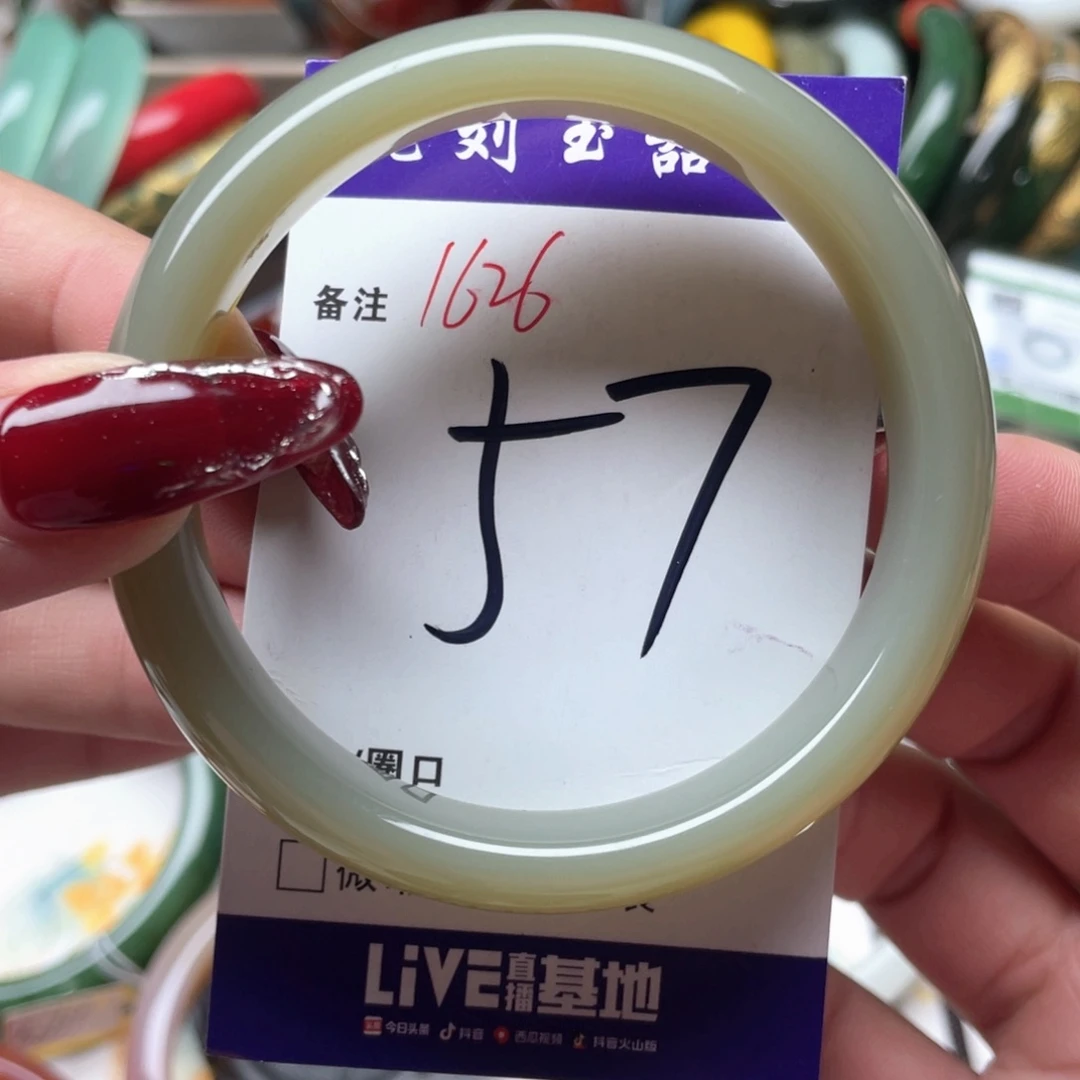 刘玉器
备注 1626
57
圈口
LiVE直播基地
今日头条 抖音 西瓜视频 抖音火山版